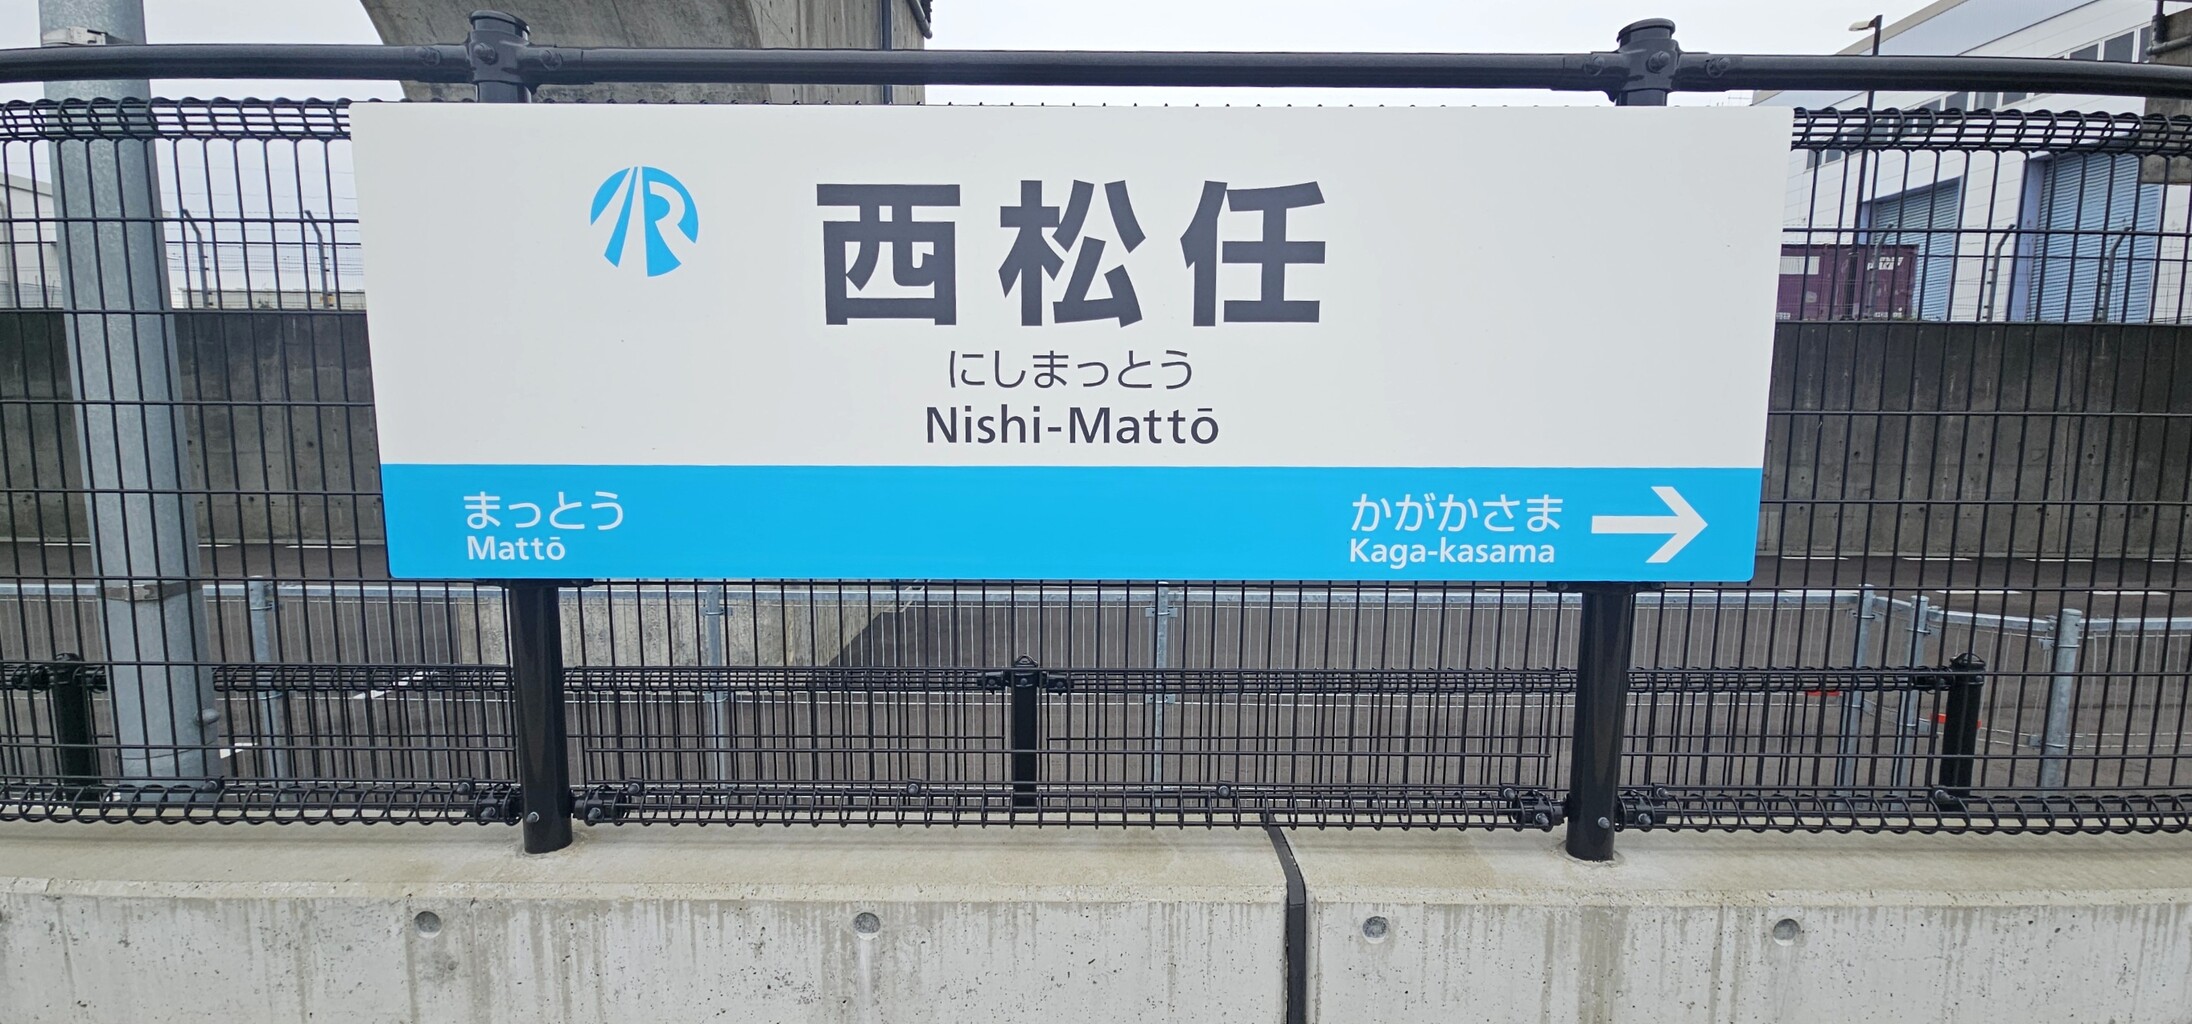 IR
西松任
にしまっとう
Nishi-Mattō
まっとう
Mattō
かがかさま
Kaga-kasama